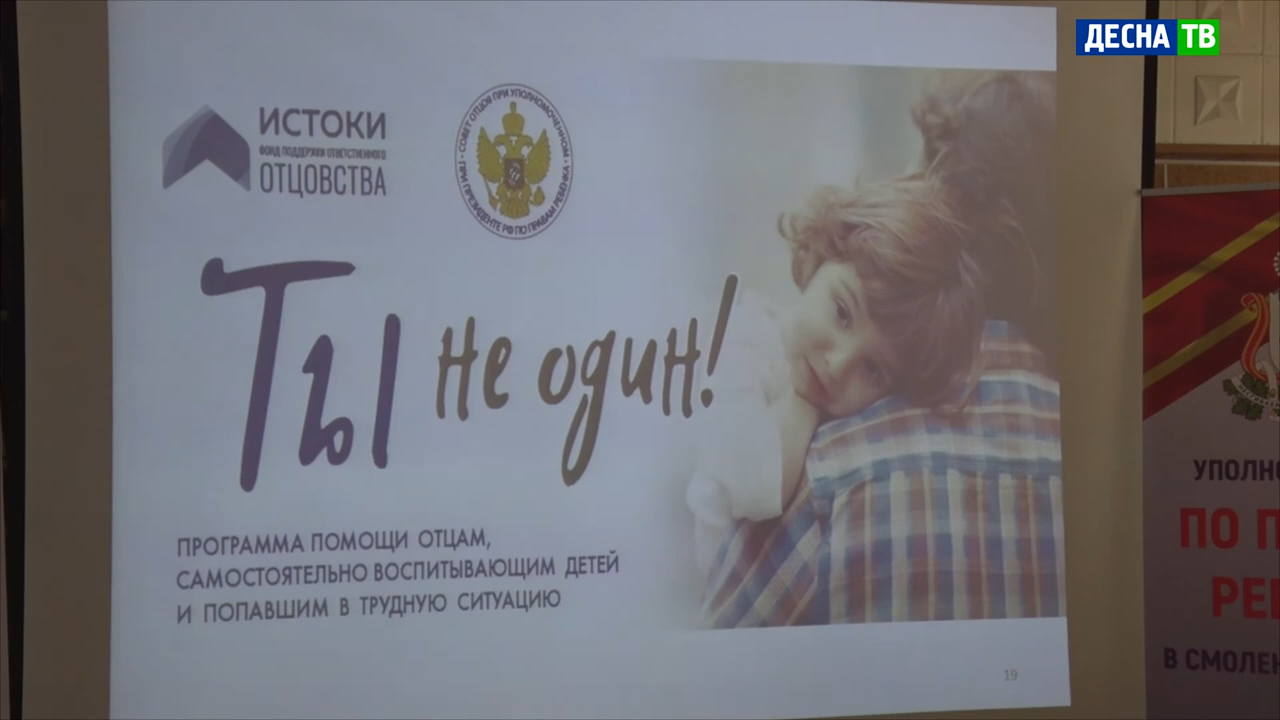 ДЕСНА ТВ
ИСТОКИ
ФОНД ПОДДЕРЖКИ ОТВЕТСТВЕННОГО
ОТЦОВСТВА
СОВЕТ ОТЦОВ ПРИ УПОЛНОМОЧЕННОМ
ПРИ ПРЕЗИДЕНТЕ РФ ПО ПРАВАМ РЕБЕНКА
Ты не один!
ПРОГРАММА ПОМОЩИ ОТЦАМ,
САМОСТОЯТЕЛЬНО ВОСПИТЫВАЮЩИМ ДЕТЕЙ
И ПОПАВШИМ В ТРУДНУЮ СИТУАЦИЮ
19
УПОЛН
ПО П
РЕБ
В СМОЛЕН